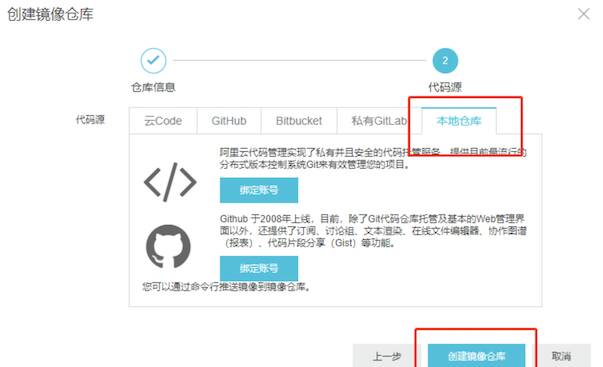 创建镜像仓库
2
仓库信息
代码源
代码源
云Code
GitHub
Bitbucket
私有GitLab
本地仓库
阿里云代码管理实现了私有并且安全的代码托管服务，提供目前最流行的
分布式版本控制系统Git来有效管理您的项目。
绑定账号
Github 于2008年上线，目前，除了Git代码仓库托管及基本的Web管理界
面以外，还提供了订阅、讨论组、文本渲染、在线文件编辑器、协作图谱
（报表）、代码片段分享（Gist）等功能。
绑定账号
您可以通过命令行推送镜像到镜像仓库。
上一步
创建镜像仓库
取消